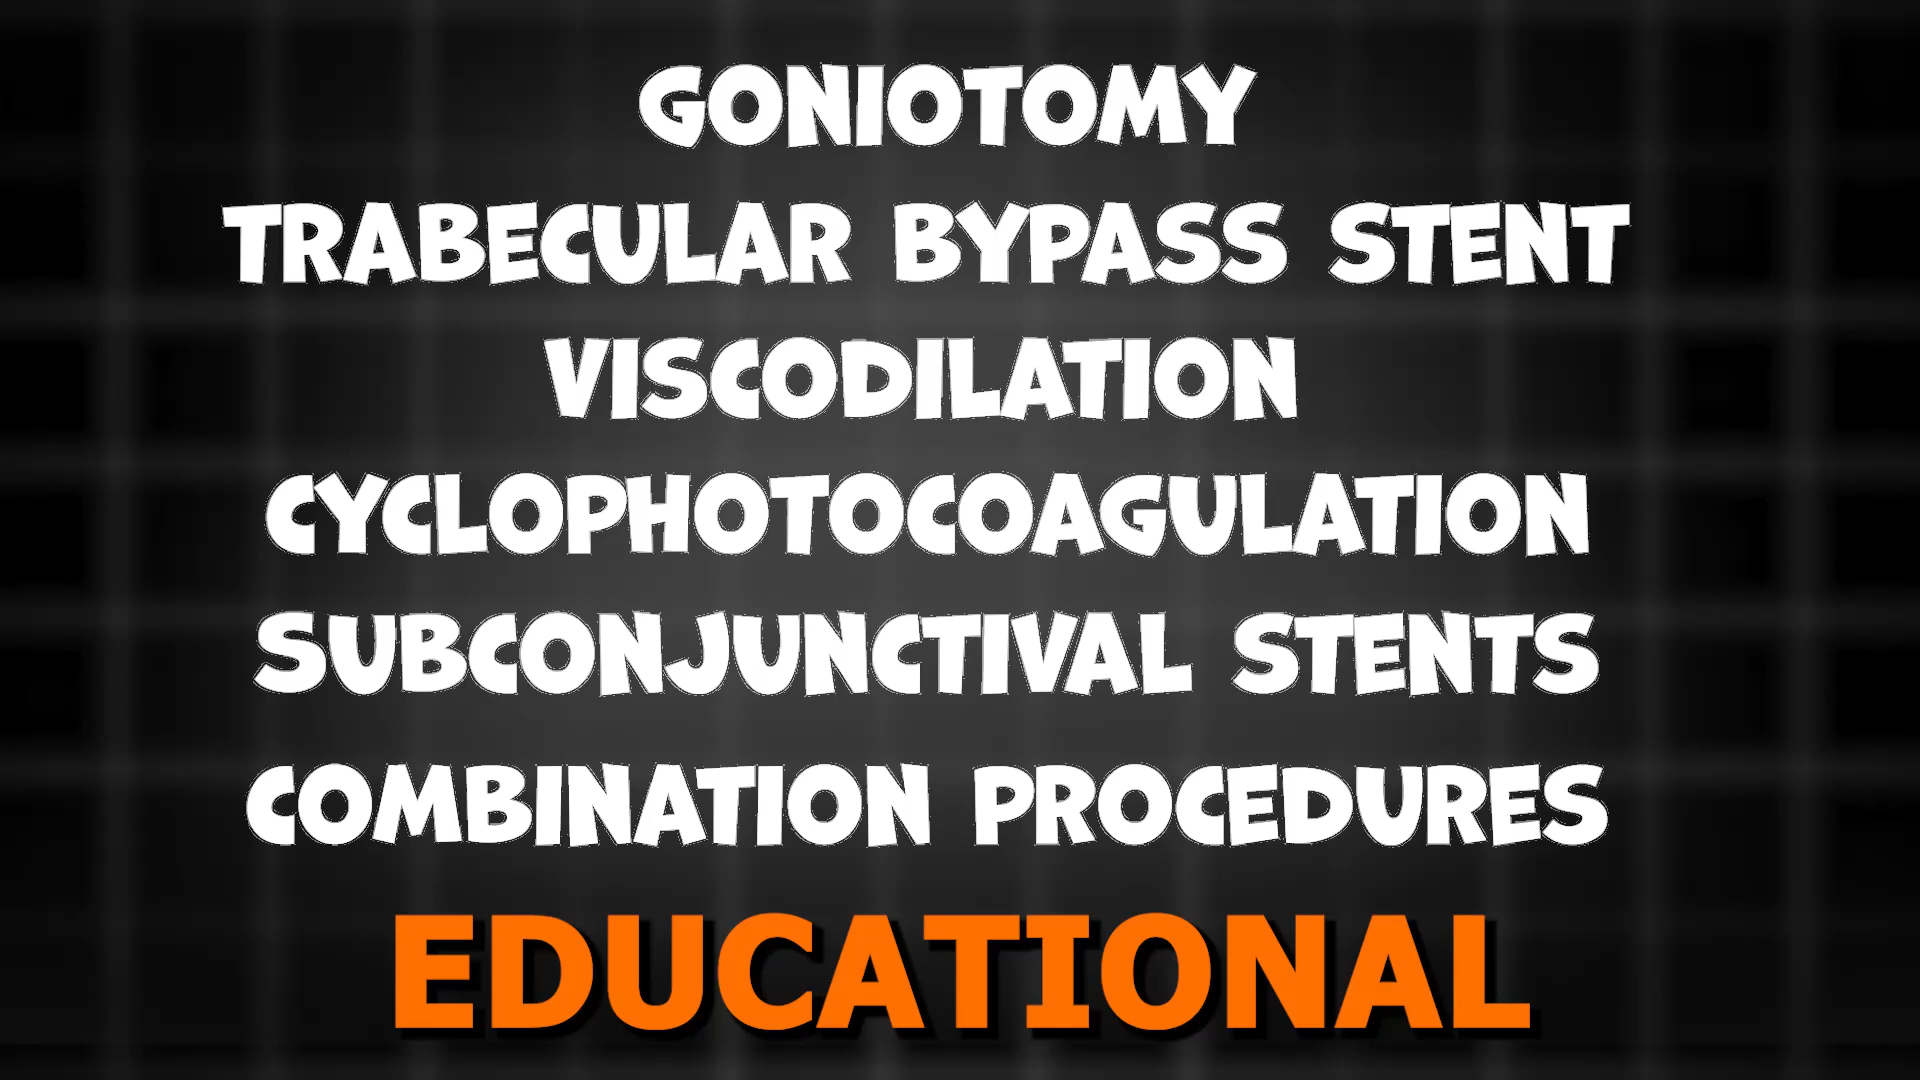 GONIOTOMY
TRABECULAR BYPASS STENT
VISCODILATION
CYCLOPHOTOCOAGULATION
SUBCONJUNCTIVAL STENTS
COMBINATION PROCEDURES
EDUCATIONAL